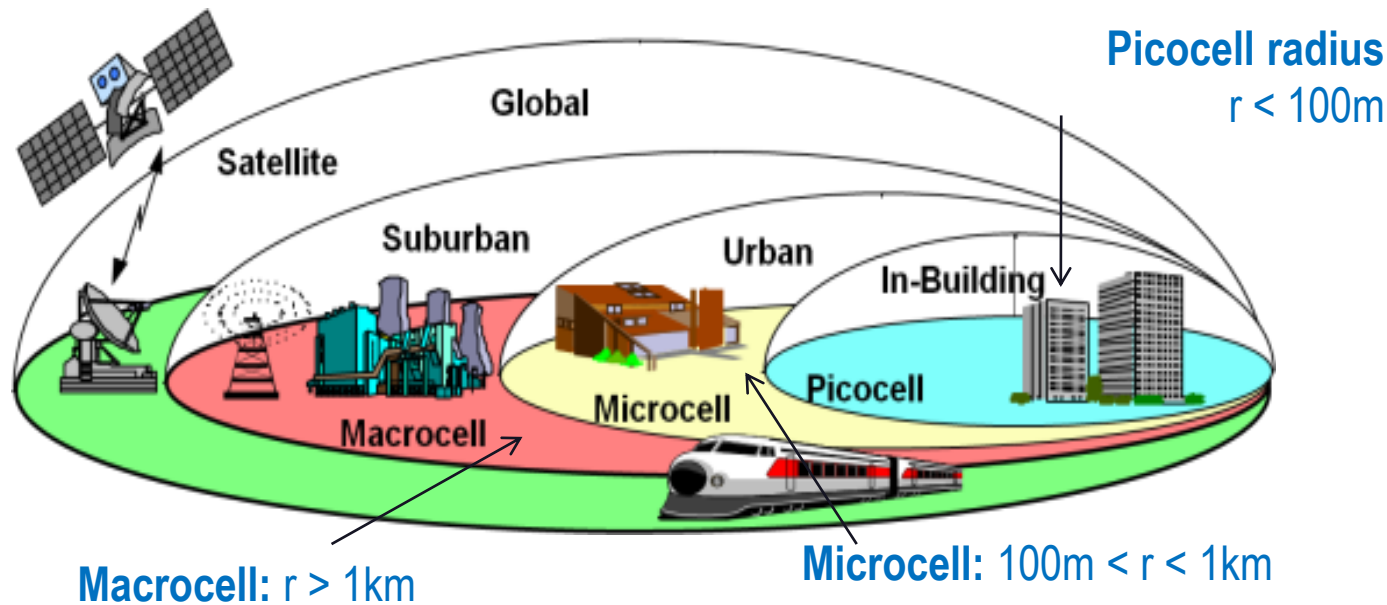 Picocell radius
r < 100m
Global
Satellite
Suburban
Urban
In-Building
Picocell
Microcell
Macrocell
Microcell: 100m < r < 1km
Macrocell: r > 1km